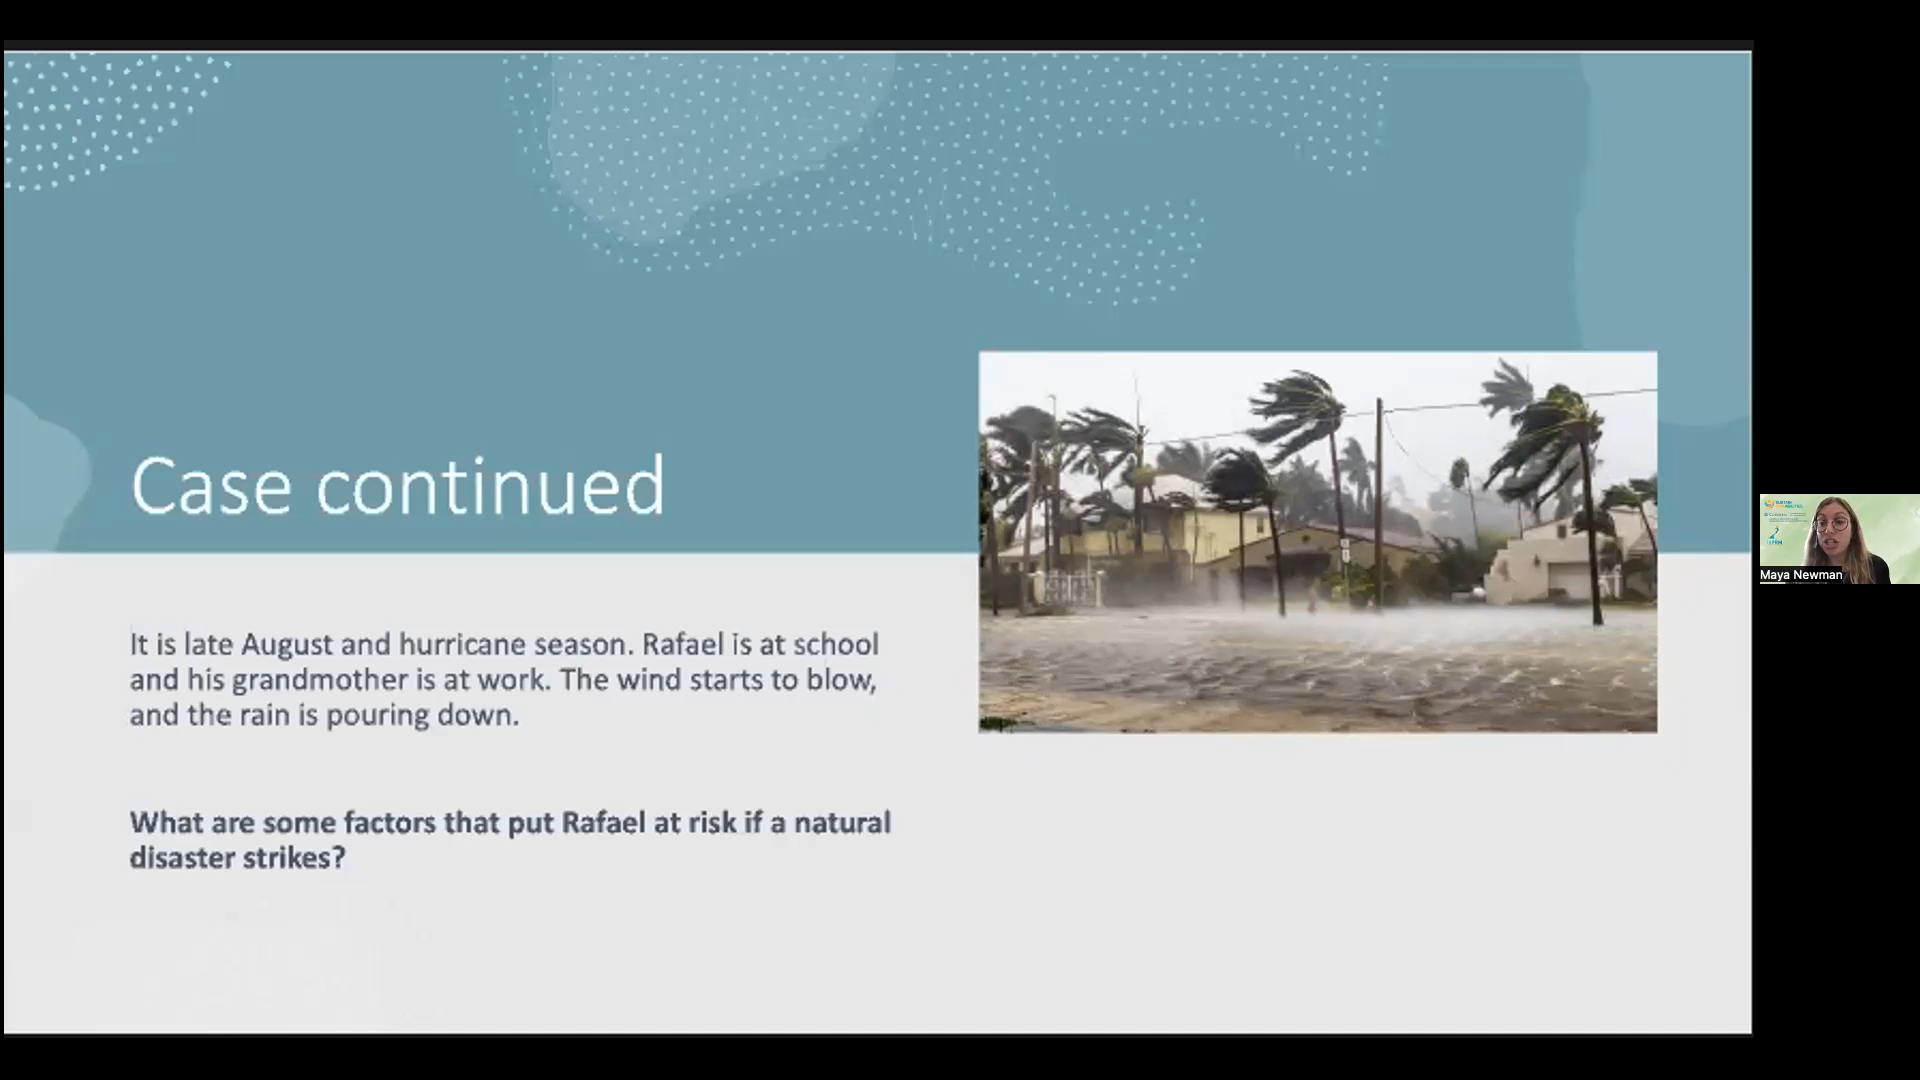 Case continued
It is late August and hurricane season. Rafael is at school
and his grandmother is at work. The wind starts to blow,
and the rain is pouring down.
What are some factors that put Rafael at risk if a natural
disaster strikes?
Maya Newman